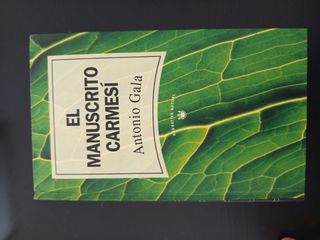 EL
MANUSCRITO
CARMESÍ
Antonio Gala